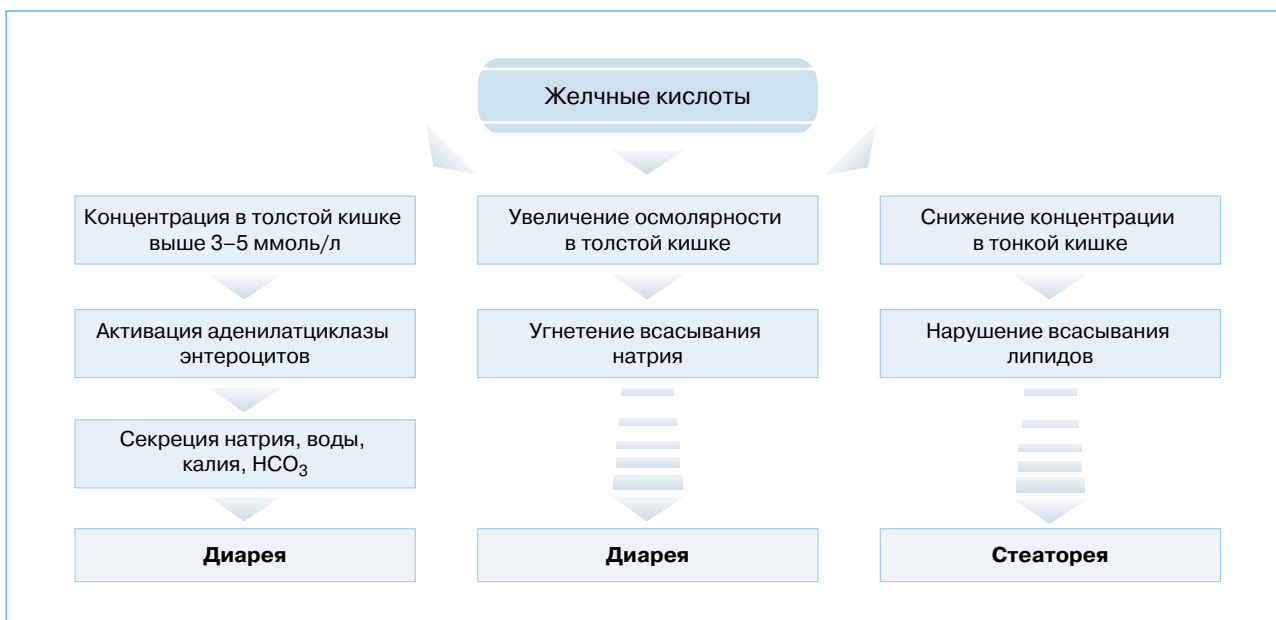 Желчные кислоты
Концентрация в толстой кишке
выше 3–5 ммоль/л
Активация аденилатциклазы
энтероцитов
Секреция натрия, воды,
калия, HCO₃
Диарея
Увеличение осмолярности
в толстой кишке
Угнетение всасывания
натрия
Диарея
Снижение концентрации
в тонкой кишке
Нарушение всасывания
липидов
Стеаторея